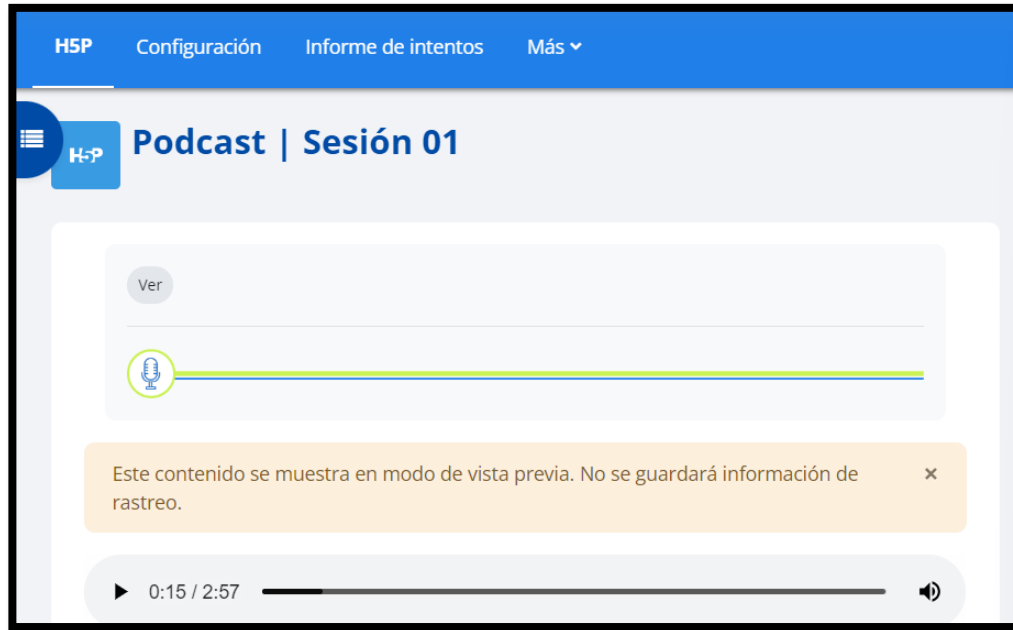 H5P Configuración Informe de intentos Más
H5P Podcast | Sesión 01
Ver
Este contenido se muestra en modo de vista previa. No se guardará información de
rastreo.
0:15 / 2:57